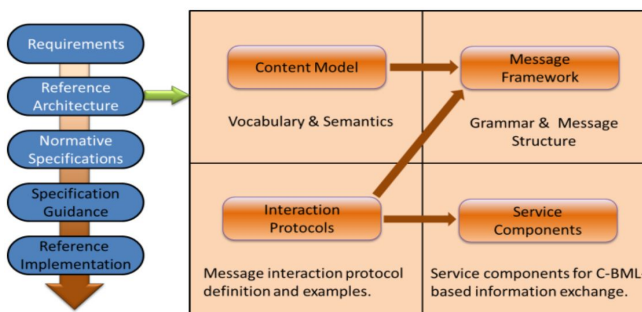 Requirements
Reference
Architecture
Normative
Specifications
Specification
Guidance
Reference
Implementation
Content Model
Vocabulary & Semantics
Message
Framework
Grammar & Message
Structure
Interaction
Protocols
Message interaction protocol
definition and examples.
Service
Components
Service components for C-BML-
based information exchange.